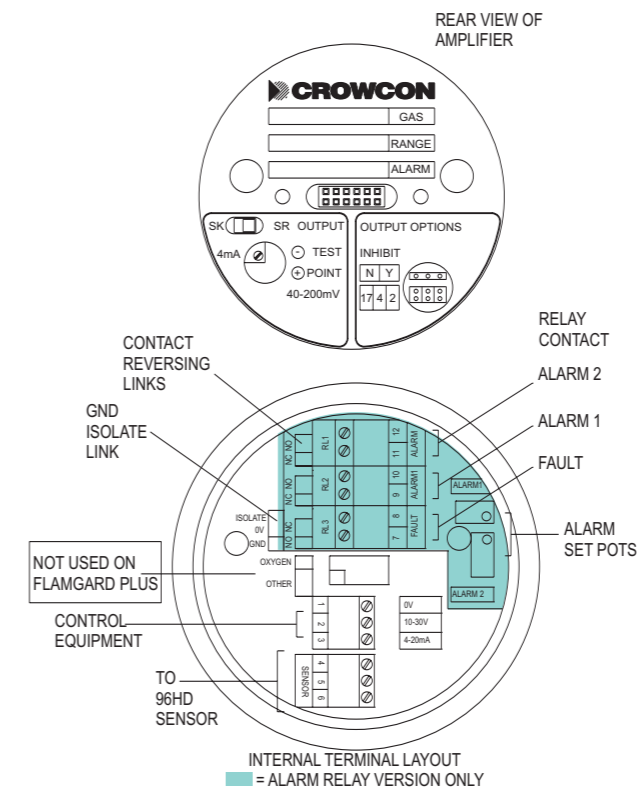 REAR VIEW OF
AMPLIFIER
CROWCON
GAS
RANGE
ALARM
SK SR OUTPUT
4mA
- TEST
+ POINT
40-200mV
OUTPUT OPTIONS
INHIBIT
N Y
17 4 2
RELAY
CONTACT
CONTACT
REVERSING
LINKS
ALARM 2
GND
ISOLATE
LINK
ALARM 1
FAULT
NC NO
RL1
12
11
ALARM
NC NO
RL2
10
9
ALARM1
ALARM1
ISOLATE
0V
GND
NO NC
RL3
8
7
FAULT
ALARM
SET POTS
NOT USED ON
FLAMGARD PLUS
OXYGEN
OTHER
ALARM 2
CONTROL
EQUIPMENT
1
2
3
0V
10-30V
4-20mA
TO
96HD
SENSOR
SENSOR
4
5
6
INTERNAL TERMINAL LAYOUT
= ALARM RELAY VERSION ONLY